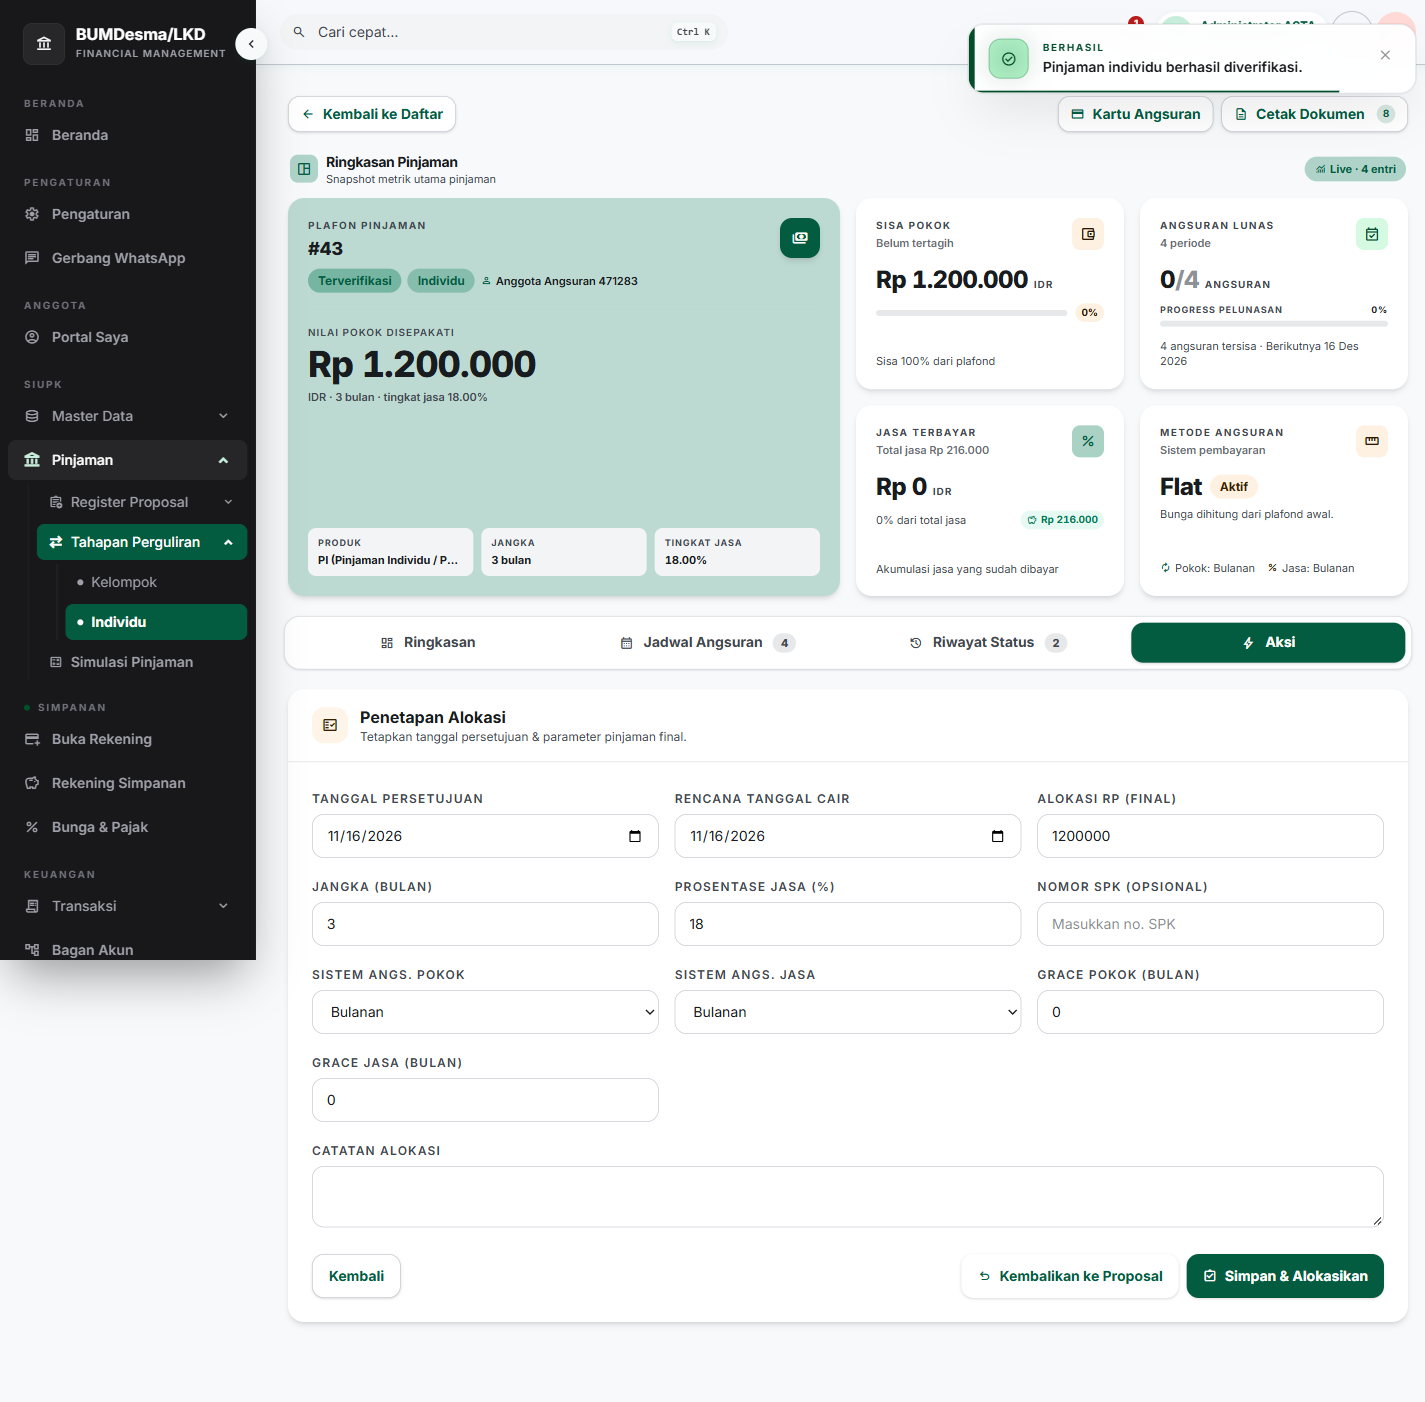 BUMDesma/LKD
FINANCIAL MANAGEMENT
BERANDA
Beranda
PENGATURAN
Pengaturan
Gerbang WhatsApp
ANGGOTA
Portal Saya
SIUPK
Master Data
Pinjaman
Register Proposal
Tahapan Perguliran
Kelompok
Individu
Simulasi Pinjaman
SIMPANAN
Buka Rekening
Rekening Simpanan
Bunga & Pajak
KEUANGAN
Transaksi
Bagan Akun
Cari cepat...
Ctrl K
BERHASIL
Pinjaman individu berhasil diverifikasi.
Kembali ke Daftar
Kartu Angsuran
Cetak Dokumen 8
Ringkasan Pinjaman
Snapshot metrik utama pinjaman
Live · 4 entri
PLAFON PINJAMAN
#43
Terverifikasi Individu Anggota Angsuran 471283
NILAI POKOK DISEPAKATI
Rp 1.200.000
IDR · 3 bulan · tingkat jasa 18.00%
PRODUK
PI (Pinjaman Individu / P...
JANGKA
3 bulan
TINGKAT JASA
18.00%
SISA POKOK
Belum tertagih
Rp 1.200.000 IDR
0%
Sisa 100% dari plafond
ANGSURAN LUNAS
4 periode
0/4 ANGSURAN
PROGRESS PELUNASAN 0%
4 angsuran tersisa · Berikutnya 16 Des
2026
JASA TERBAYAR
Total jasa Rp 216.000
Rp 0 IDR
0% dari total jasa Rp 216.000
Akumulasi jasa yang sudah dibayar
METODE ANGSURAN
Sistem pembayaran
Flat Aktif
Bunga dihitung dari plafond awal.
Pokok: Bulanan Jasa: Bulanan
Ringkasan
Jadwal Angsuran 4
Riwayat Status 2
Aksi
Penetapan Alokasi
Tetapkan tanggal persetujuan & parameter pinjaman final.
TANGGAL PERSETUJUAN
11/16/2026
RENCANA TANGGAL CAIR
11/16/2026
ALOKASI RP (FINAL)
1200000
JANGKA (BULAN)
3
PROSENTASE JASA (%)
18
NOMOR SPK (OPSIONAL)
Masukkan no. SPK
SISTEM ANGS. POKOK
Bulanan
SISTEM ANGS. JASA
Bulanan
GRACE POKOK (BULAN)
0
GRACE JASA (BULAN)
0
CATATAN ALOKASI
Kembali
Kembalikan ke Proposal
Simpan & Alokasikan